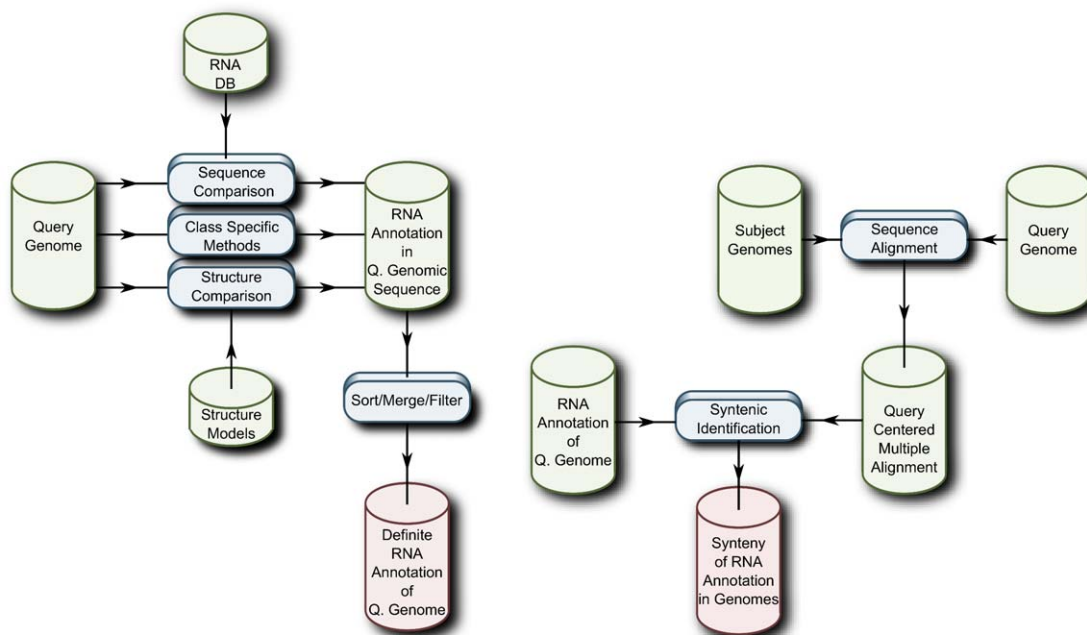 RNA
DB
Sequence
Comparison
Query
Genome
Class Specific
Methods
Structure
Comparison
RNA
Annotation
in
Q. Genomic
Sequence
Structure
Models
Sort/Merge/Filter
Definite
RNA
Annotation
of
Q. Genome
Subject
Genomes
Sequence
Alignment
Query
Genome
RNA
Annotation
of
Q. Genome
Syntenic
Identification
Query
Centered
Multiple
Alignment
Synteny
of RNA
Annotation
in Genomes